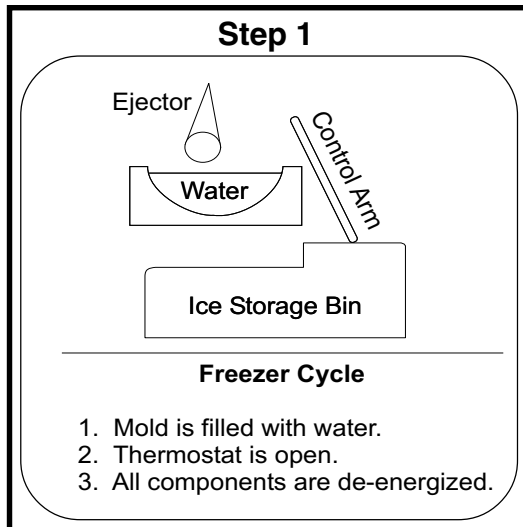 Step 1
Ejector
Control Arm
Water
Ice Storage Bin
Freezer Cycle
1. Mold is filled with water.
2. Thermostat is open.
3. All components are de-energized.